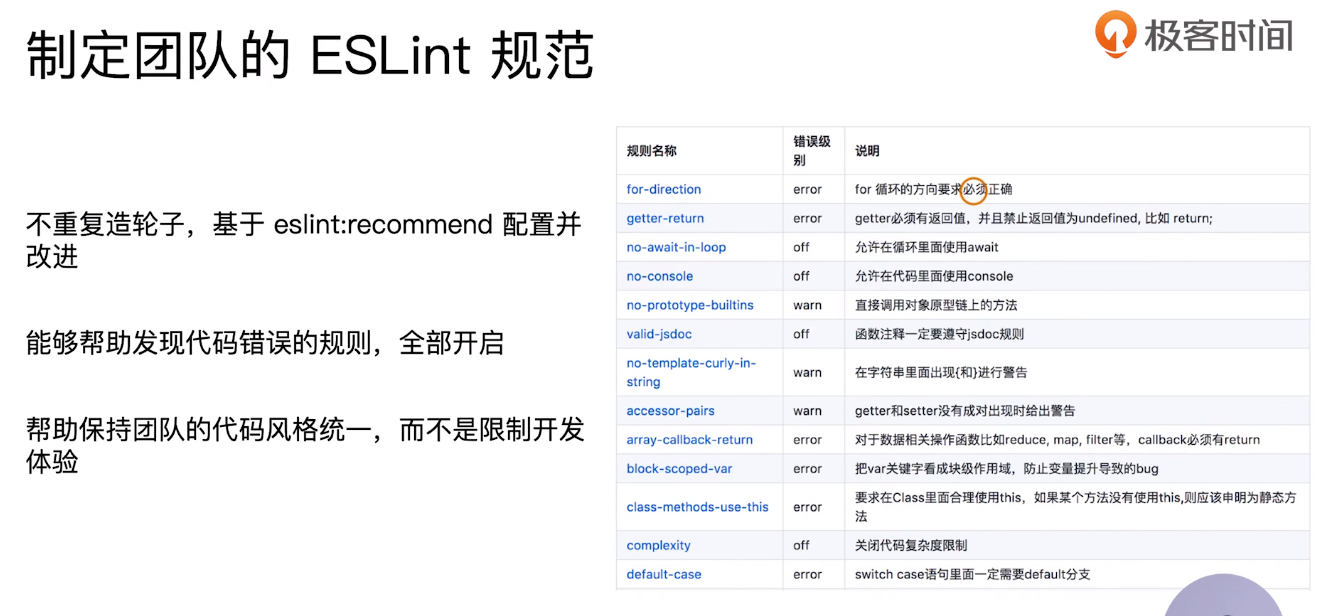 制定团队的 ESLint 规范
极客时间
不重复造轮子，基于 eslint:recommend 配置并
改进
能够帮助发现代码错误的规则，全部开启
帮助保持团队的代码风格统一，而不是限制开发
体验
规则名称 错误级别 说明
for-direction error for 循环的方向要求必须正确
getter-return error getter必须有返回值，并且禁止返回值为undefined, 比如 return;
no-await-in-loop off 允许在循环里面使用await
no-console off 允许在代码里面使用console
no-prototype-builtins warn 直接调用对象原型链上的方法
valid-jsdoc off 函数注释一定要遵守jsdoc规则
no-template-curly-in-string warn 在字符串里面出现{和}进行警告
accessor-pairs warn getter和setter没有成对出现时给出警告
array-callback-return error 对于数据相关操作函数比如reduce, map, filter等，callback必须有return
block-scoped-var error 把var关键字看成块级作用域，防止变量提升导致的bug
class-methods-use-this error 要求在Class里面合理使用this，如果某个方法没有使用this,则应该申明为静态方法
complexity off 关闭代码复杂度限制
default-case error switch case语句里面一定需要default分支